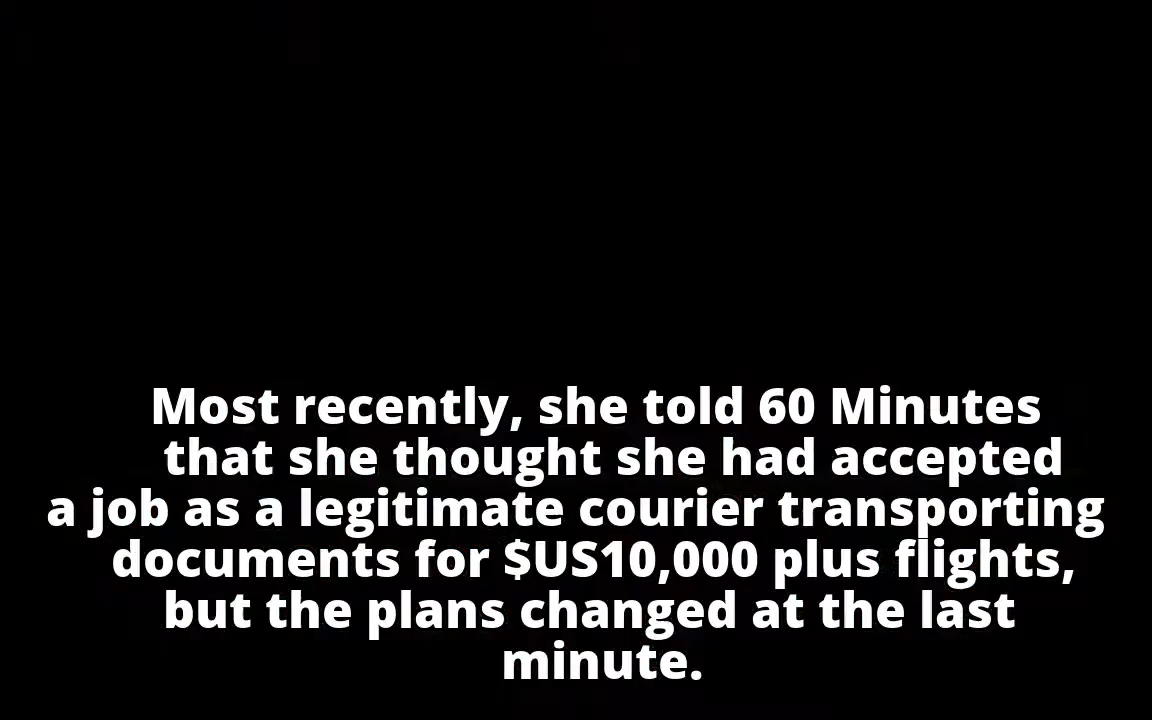 Most recently, she told 60 Minutes
that she thought she had accepted
a job as a legitimate courier transporting
documents for $US10,000 plus flights,
but the plans changed at the last
minute.